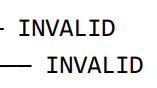 - INVALID
—— INVALID